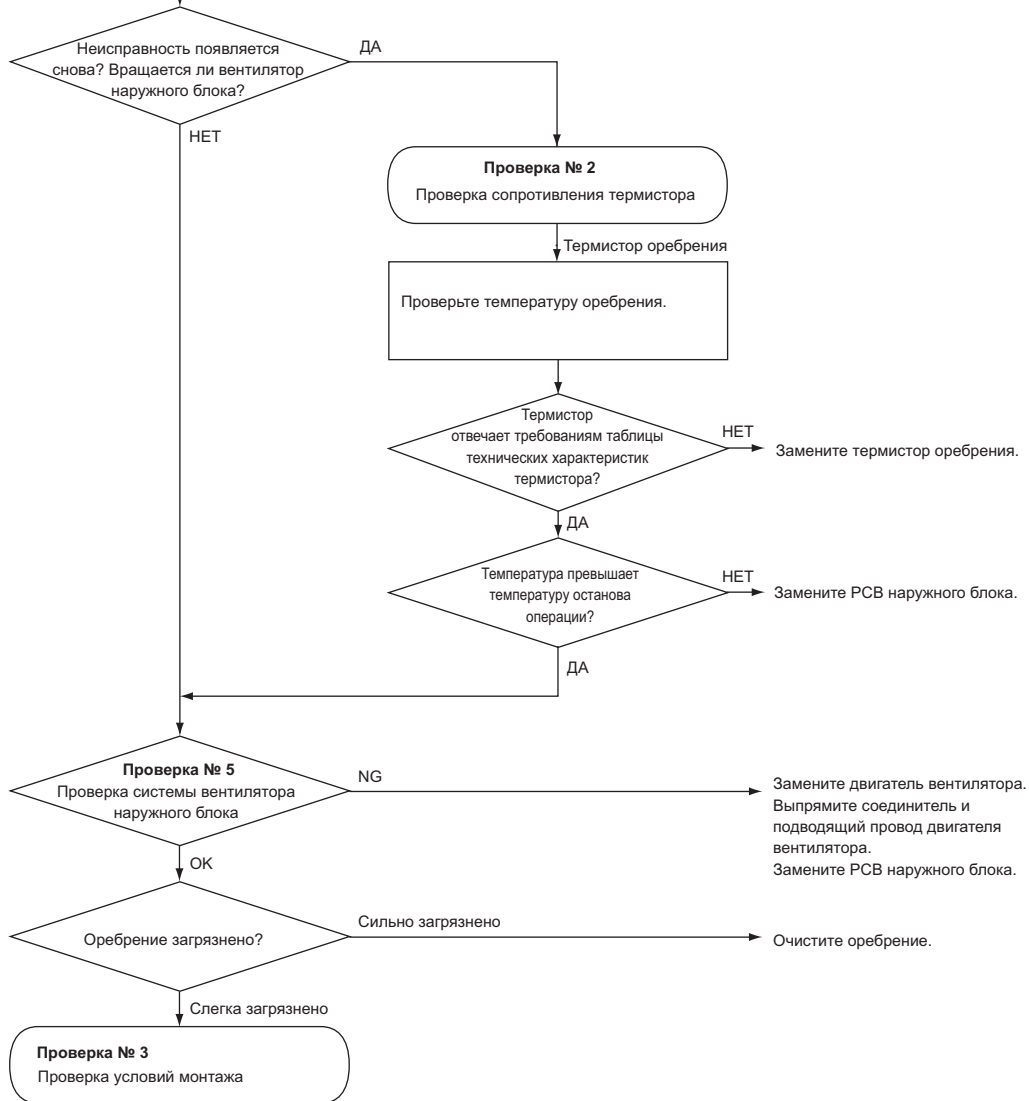 Неисправность появляется
снова? Вращается ли вентилятор
наружного блока?
ДА
НЕТ
Проверка № 2
Проверка сопротивления термистора
Термистор оребрения
Проверьте температуру оребрения.
Термистор
отвечает требованиям таблицы
технических характеристик
термистора?
НЕТ
Замените термистор оребрения.
ДА
Температура превышает
температуру останова
операции?
НЕТ
Замените PCB наружного блока.
ДА
Проверка № 5
Проверка системы вентилятора
наружного блока
NG
Замените двигатель вентилятора.
Выпрямите соединитель и
подводящий провод двигателя
вентилятора.
Замените PCB наружного блока.
OK
Оребрение загрязнено?
Сильно загрязнено
Очистите оребрение.
Слегка загрязнено
Проверка № 3
Проверка условий монтажа